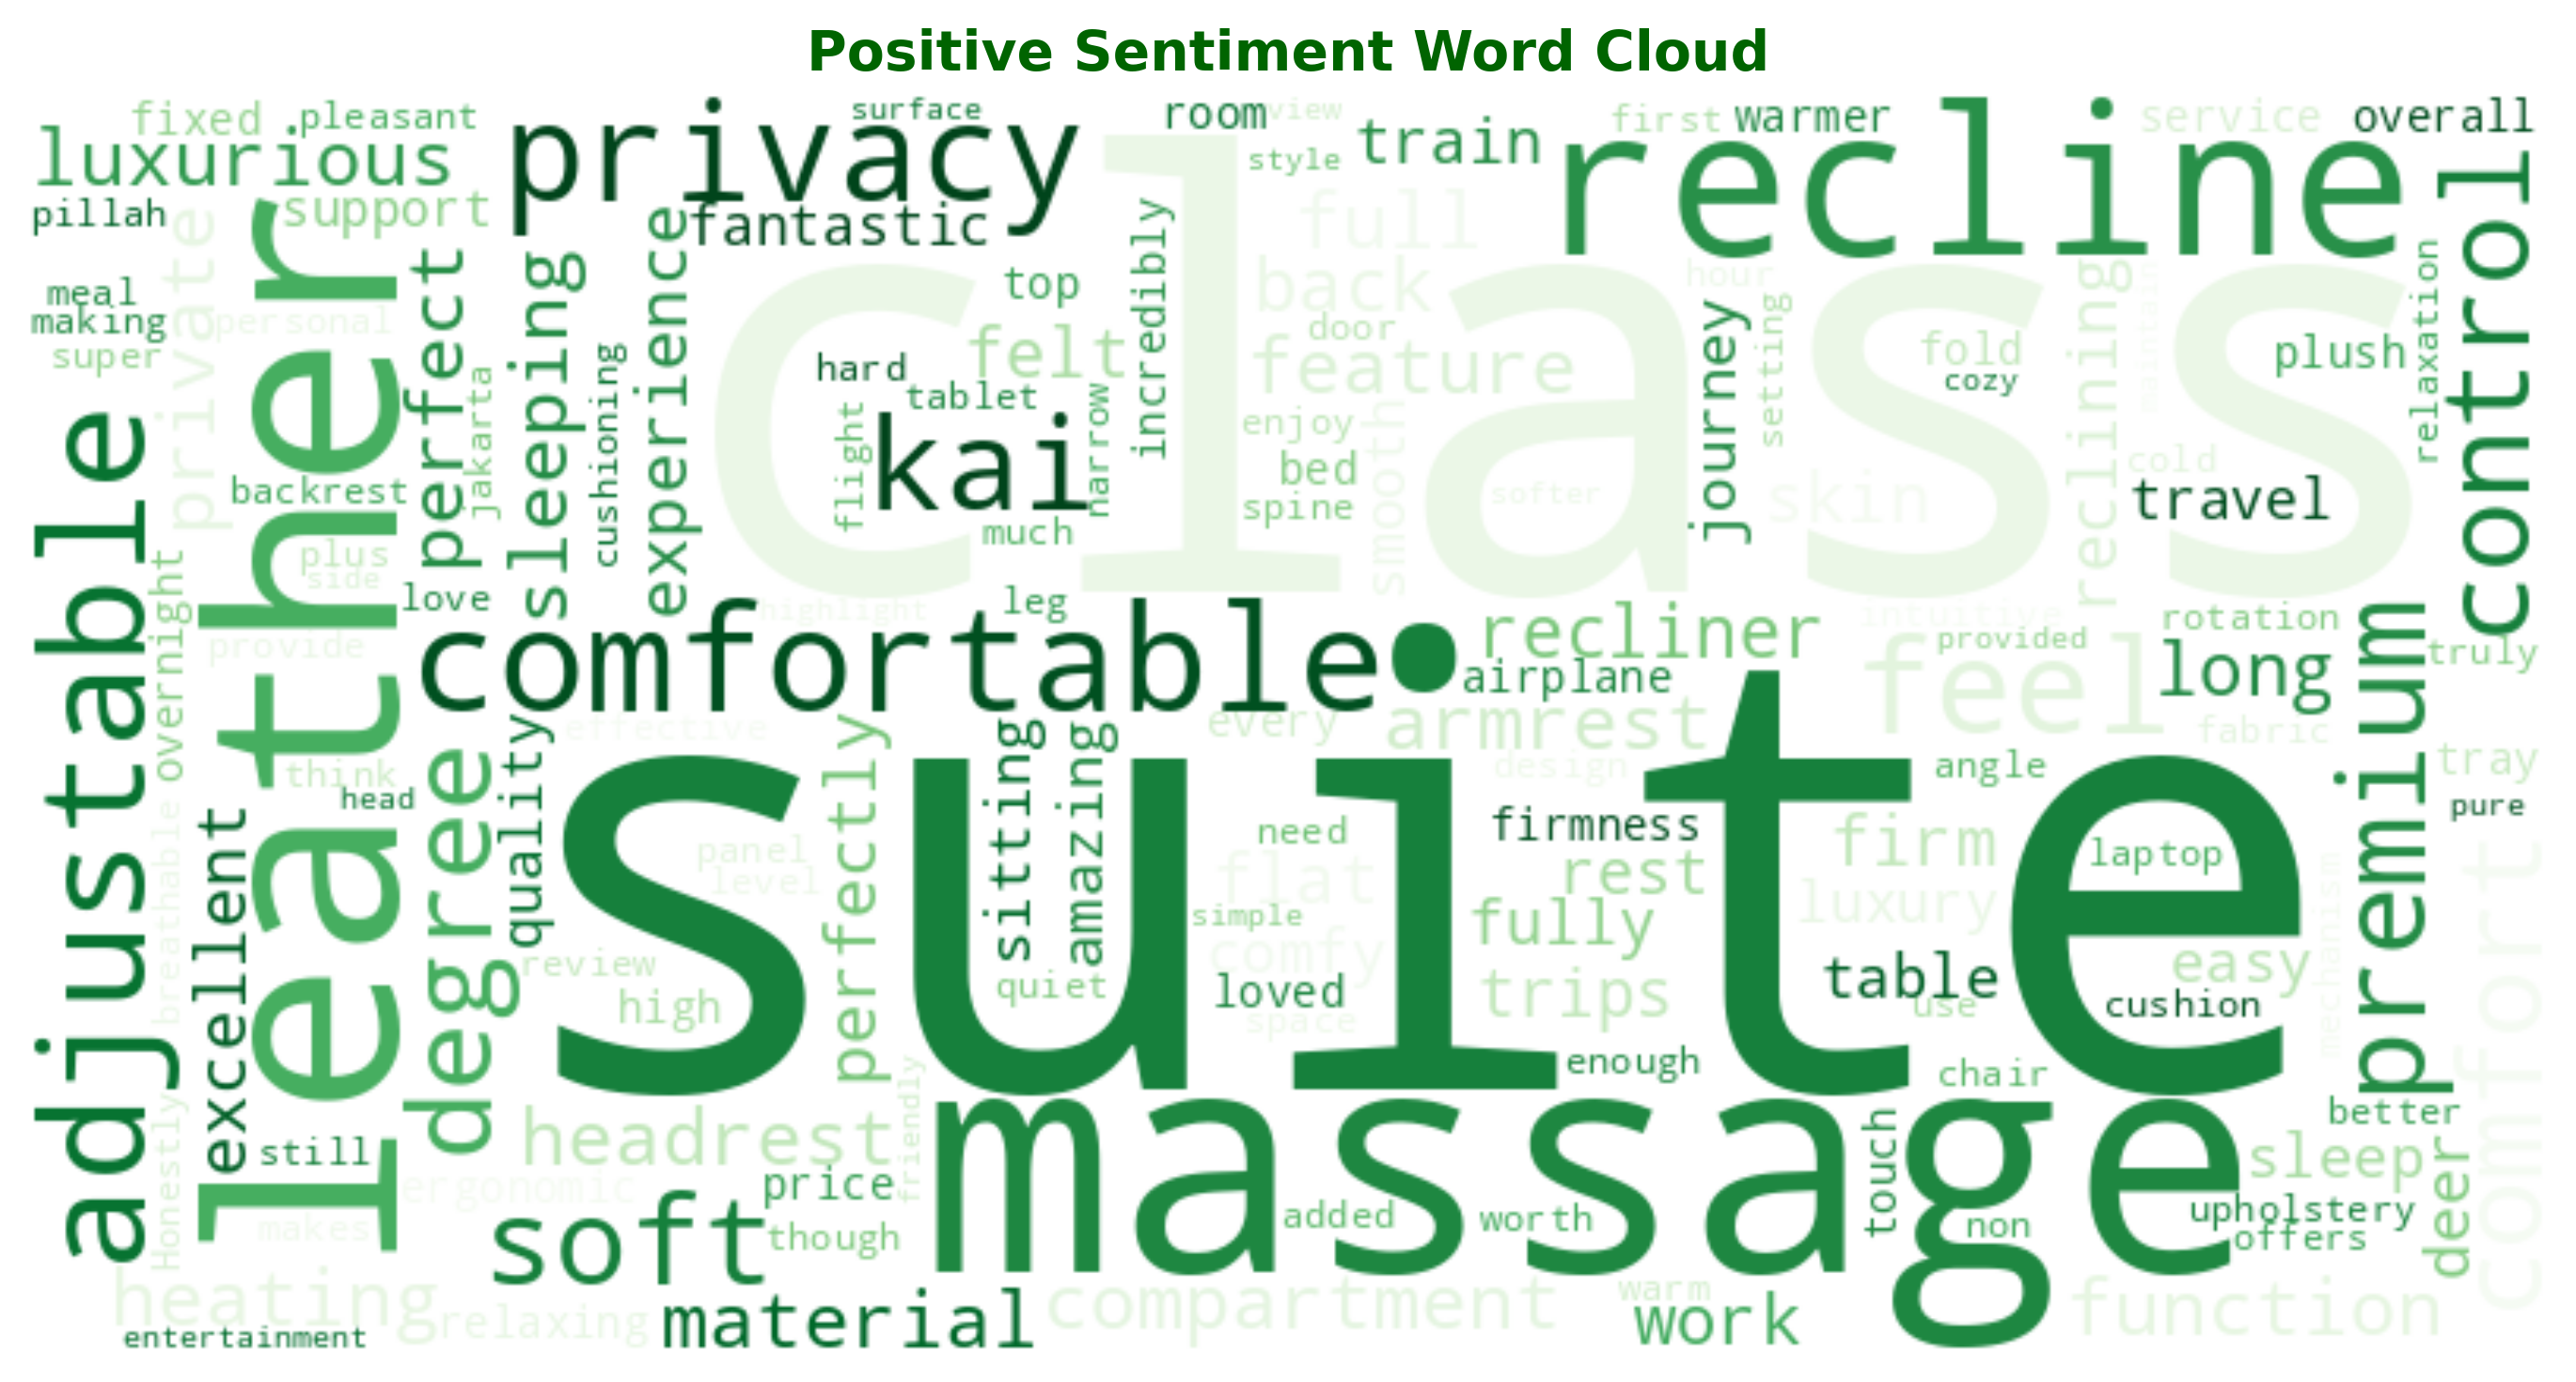 Positive Sentiment Word Cloud
fixed
pleasant
surface
room
view
first
warmer
service
overall
luxurious
privacy
style
train
recline
pillah
support
fantastic
private
leather
perfect
sleeping
experience
incredibly
full
control
meal
making
super
personal
top
back
hour
maintain
relaxation
felt
door
feature
journey
setting
fold
cozy
reclining
plush
class
hard
tablet
jakarta
cushioning
flight
kai
narrow
enjoy
bed
spine
smooth
softer
skin
cold
travel
adjustable
backrest
much
plus
side
love
overnight
provide
highlight
leg
comfortable
recliner
intuitive
provided
rotation
truly
airplane
feel
long
premium
effective
every
armrest
fabric
quality
think
head
degree
perfectly
sitting
amazing
design
angle
tray
pure
suite
need
firmness
firm
laptop
panel
level
flat
rest
luxury
breathable
excellent
simple
fully
comfy
mechanism
comfort
review
high
quiet
loved
trips
table
use
easy
cushion
space
enough
chair
friendly
Honestly
still
headrest
massage
touch
better
sleep
deer
ergonomic
price
makes
soft
though
added
worth
non
upholstery
offers
heating
relaxing
material
compartment
warm
work
function
entertainment